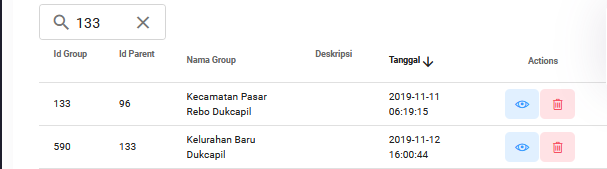 133
Id Group Id Parent Nama Group Deskripsi Tanggal Actions
133 96 Kecamatan Pasar Rebo Dukcapil 2019-11-11 06:19:15
590 133 Kelurahan Baru Dukcapil 2019-11-12 16:00:44